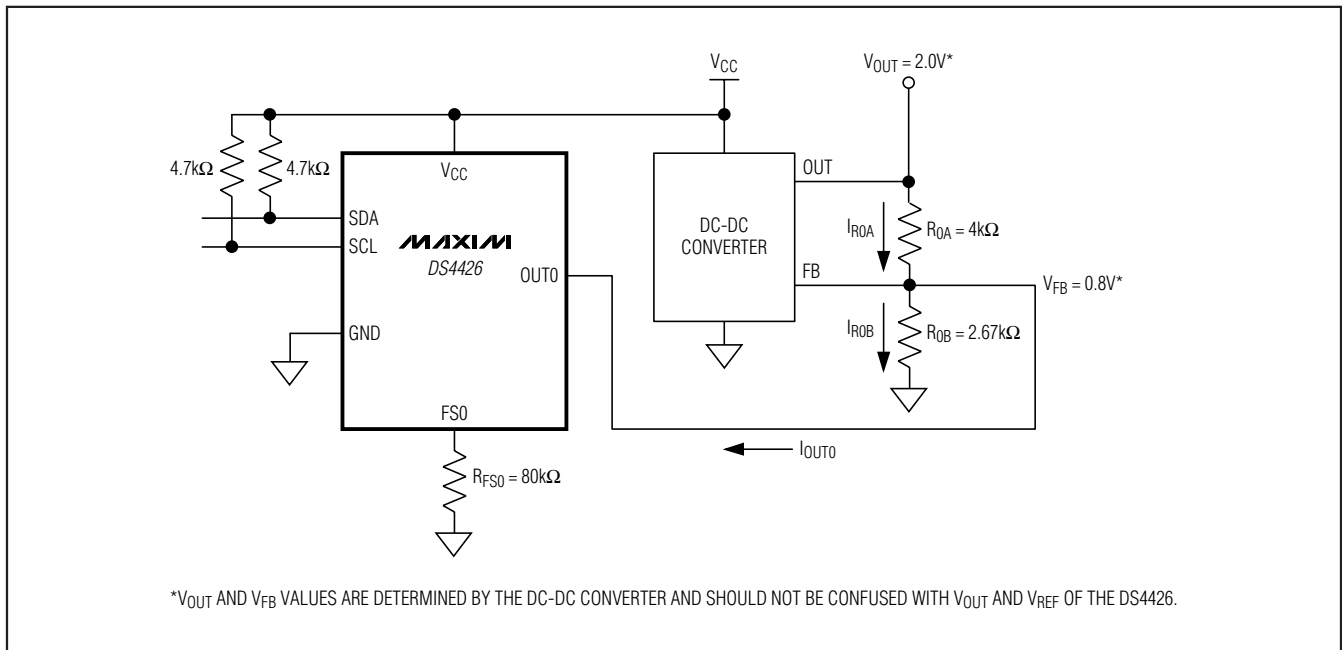 VCC
VOUT = 2.0V*
4.7kΩ
4.7kΩ
VCC
SDA
SCL
MAXIM
DS4426
OUT0
GND
FS0
RFS0 = 80kΩ
OUT
DC-DC
CONVERTER
FB
IR0A
R0A = 4kΩ
VFB = 0.8V*
IR0B
R0B = 2.67kΩ
IOUT0
*VOUT AND VFB VALUES ARE DETERMINED BY THE DC-DC CONVERTER AND SHOULD NOT BE CONFUSED WITH VOUT AND VREF OF THE DS4426.